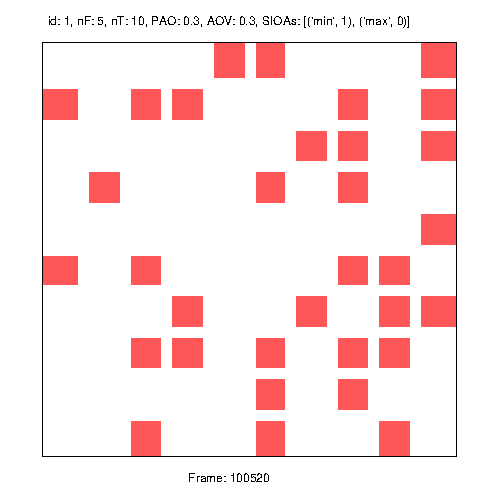 id: 1, nF: 5, nT: 10, PAO: 0.3, AOV: 0.3, SIOAs: [('min', 1), ('max', 0)]
Frame: 100520